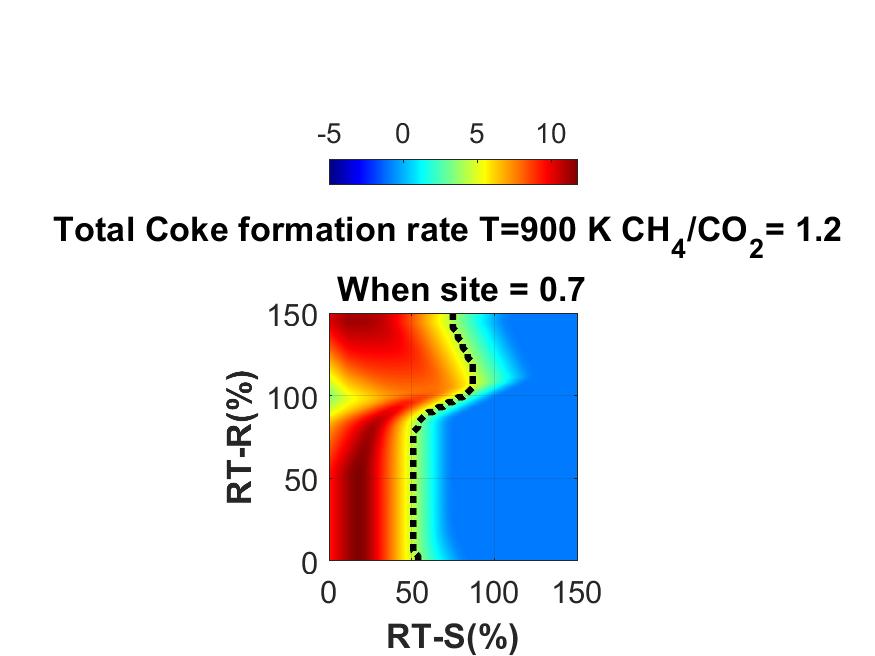 -5 0 5 10
Total Coke formation rate T=900 K CH4/CO2= 1.2
When site = 0.7
150
100
50
0
RT-R(%)
0 50 100 150
RT-S(%)